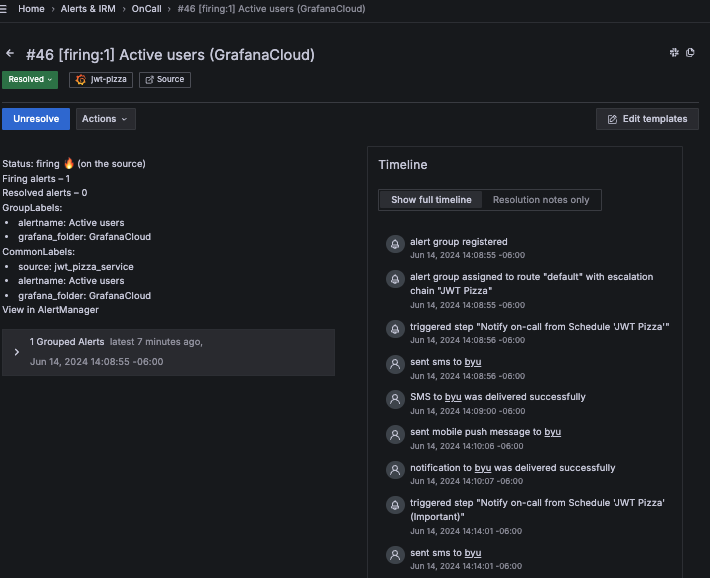 Home › Alerts & IRM › OnCall › #46 [firing:1] Active users (GrafanaCloud)
#46 [firing:1] Active users (GrafanaCloud)
Resolved
jwt-pizza
Source
Unresolve
Actions
Edit templates
Status: firing 🔥 (on the source)
Firing alerts – 1
Resolved alerts – 0
GroupLabels:
• alertname: Active users
• grafana_folder: GrafanaCloud
CommonLabels:
• source: jwt_pizza_service
• alertname: Active users
• grafana_folder: GrafanaCloud
View in AlertManager
1 Grouped Alerts latest 7 minutes ago,
Jun 14, 2024 14:08:55 -06:00
Timeline
Show full timeline
Resolution notes only
alert group registered
Jun 14, 2024 14:08:55 -06:00
alert group assigned to route "default" with escalation
chain "JWT Pizza"
Jun 14, 2024 14:08:55 -06:00
triggered step "Notify on-call from Schedule 'JWT Pizza'"
Jun 14, 2024 14:08:56 -06:00
sent sms to byu
Jun 14, 2024 14:08:56 -06:00
SMS to byu was delivered successfully
Jun 14, 2024 14:09:00 -06:00
sent mobile push message to byu
Jun 14, 2024 14:10:06 -06:00
notification to byu was delivered successfully
Jun 14, 2024 14:10:07 -06:00
triggered step "Notify on-call from Schedule 'JWT Pizza'
(Important)"
Jun 14, 2024 14:14:01 -06:00
sent sms to byu
Jun 14, 2024 14:14:01 -06:00